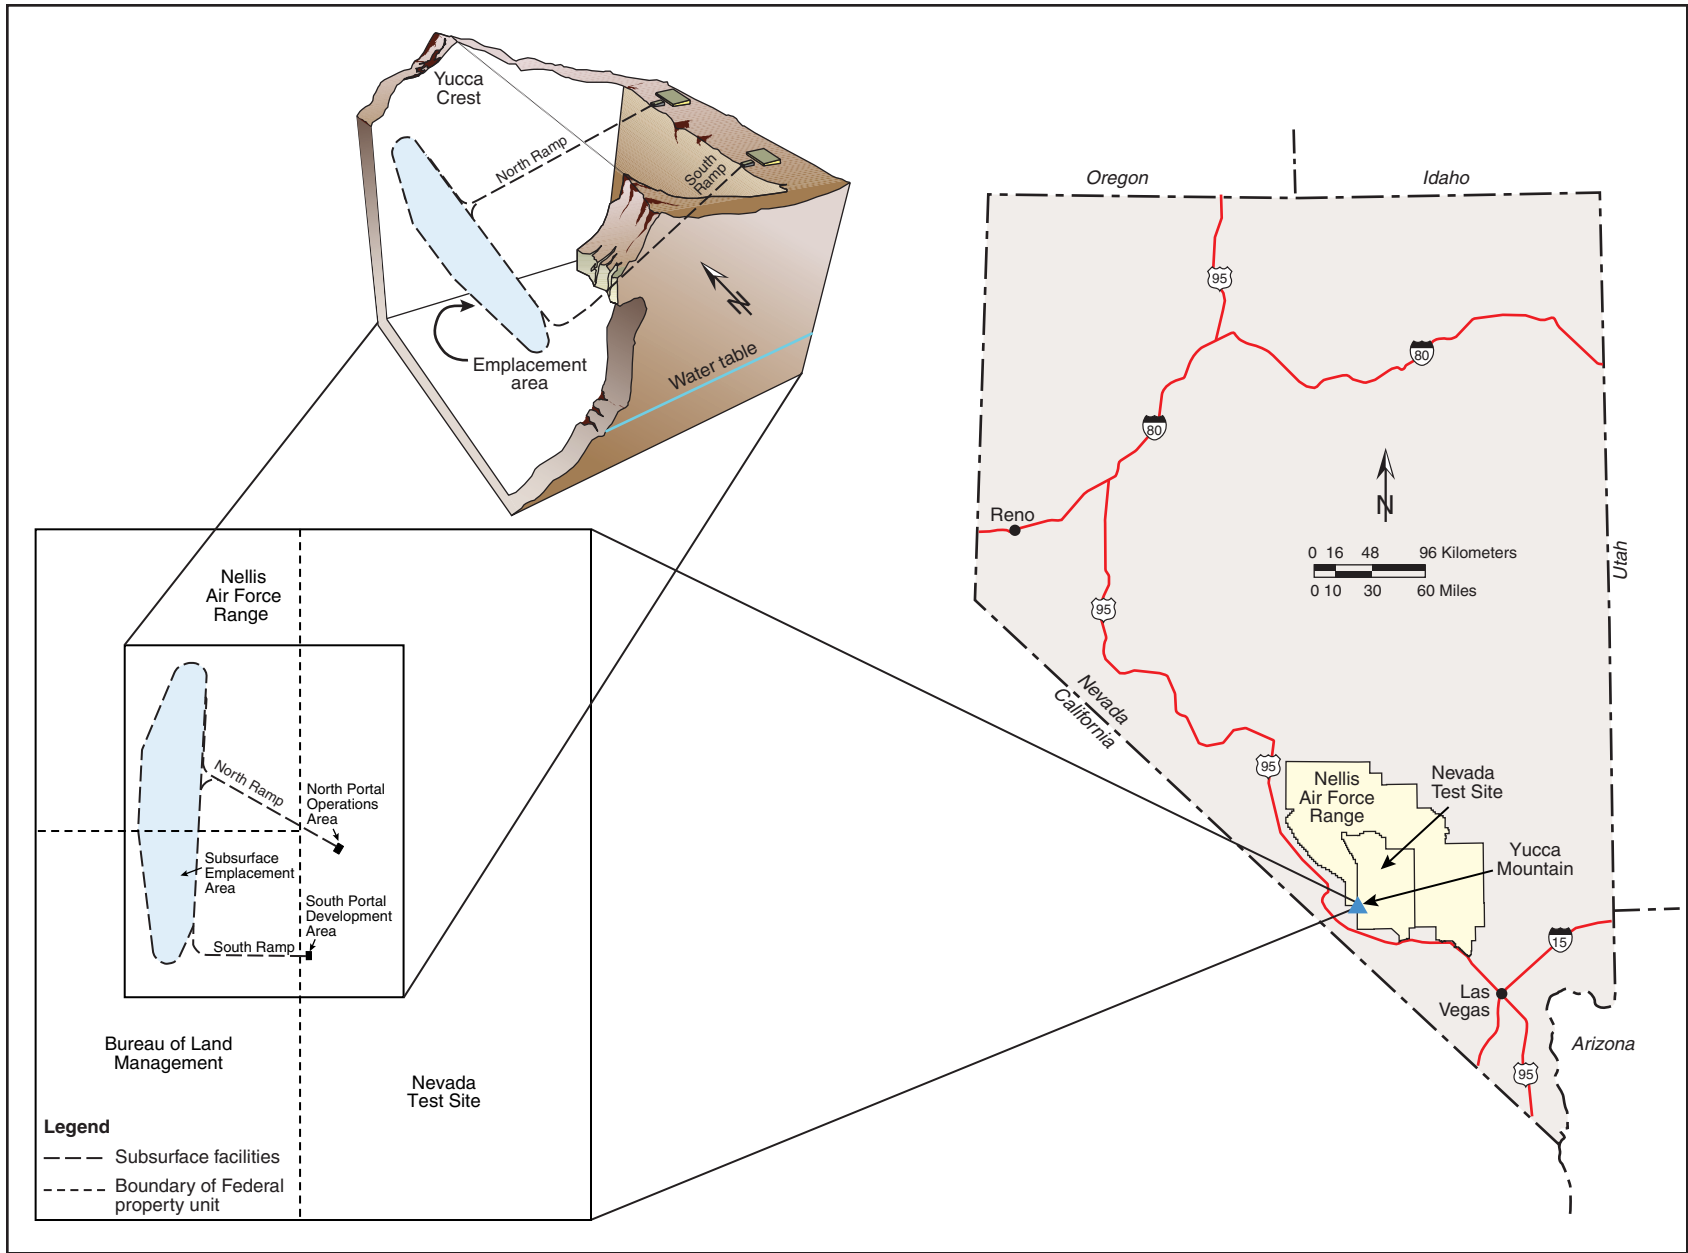 Yucca
Crest
North Ramp
South
Ramp
N
Emplacement
area
Water table
Nellis
Air Force
Range
North Ramp
North Portal
Operations
Area
Subsurface
Emplacement
Area
South Portal
Development
Area
South Ramp
Bureau of Land
Management
Nevada
Test Site
Legend
Subsurface facilities
Boundary of Federal
property unit
Oregon
Idaho
95
80
80
Reno
N
0 16 48 96 Kilometers
0 10 30 60 Miles
Utah
95
Nevada
California
95
Nellis
Air Force
Range
Nevada
Test Site
Yucca
Mountain
15
Las
Vegas
Arizona
95